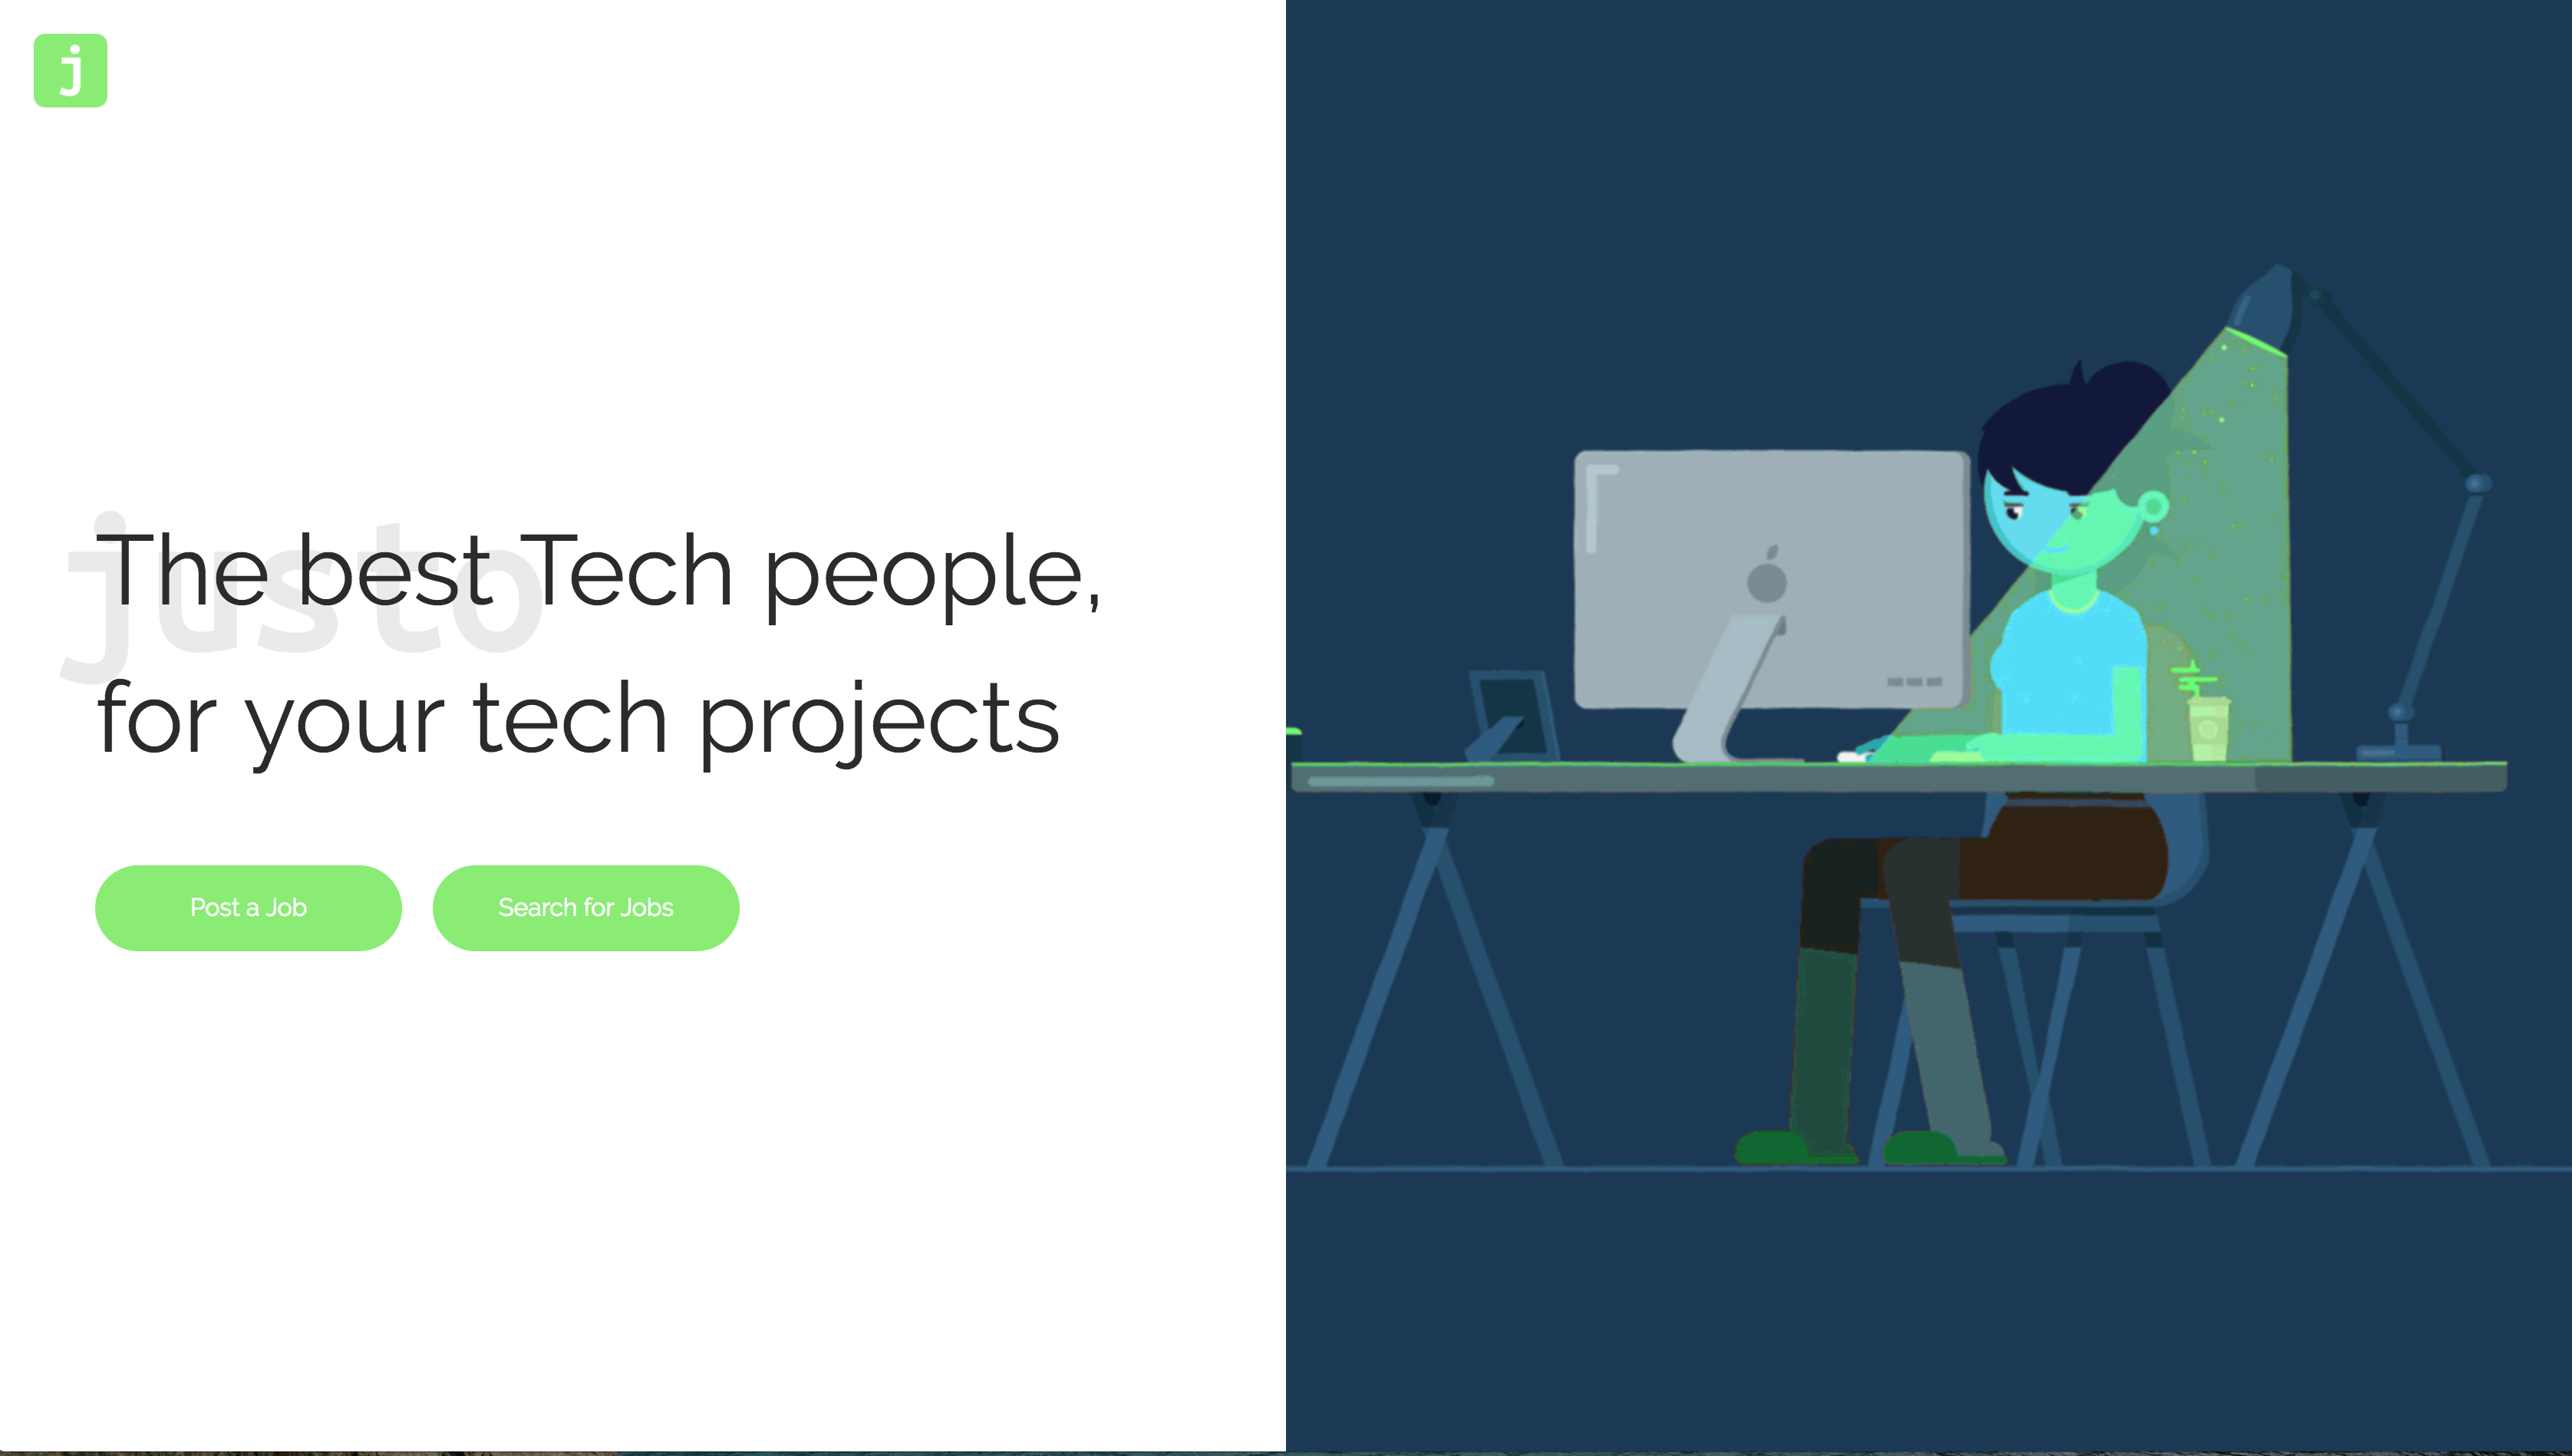 j
justo
The best Tech people,
for your tech projects
Post a Job
Search for Jobs